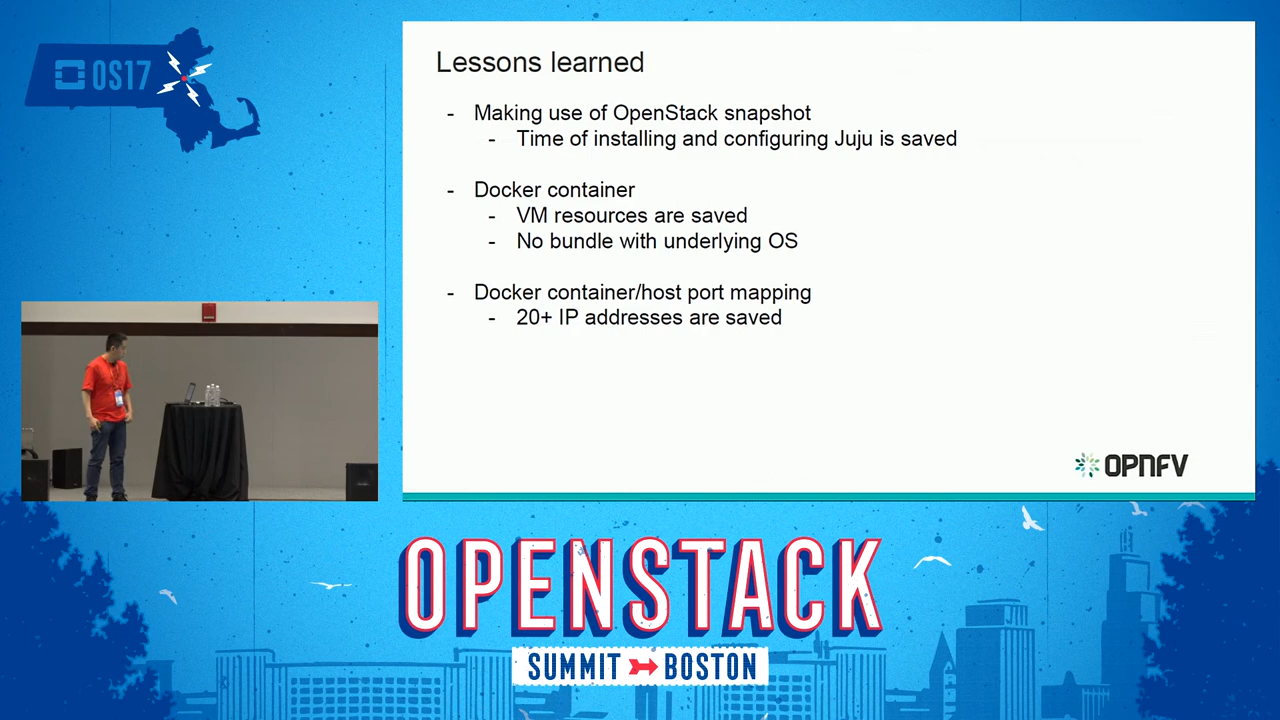 OS17
Lessons learned
- Making use of OpenStack snapshot
- Time of installing and configuring Juju is saved
- Docker container
- VM resources are saved
- No bundle with underlying OS
- Docker container/host port mapping
- 20+ IP addresses are saved
OPNFV
OPENSTACK
SUMMIT BOSTON